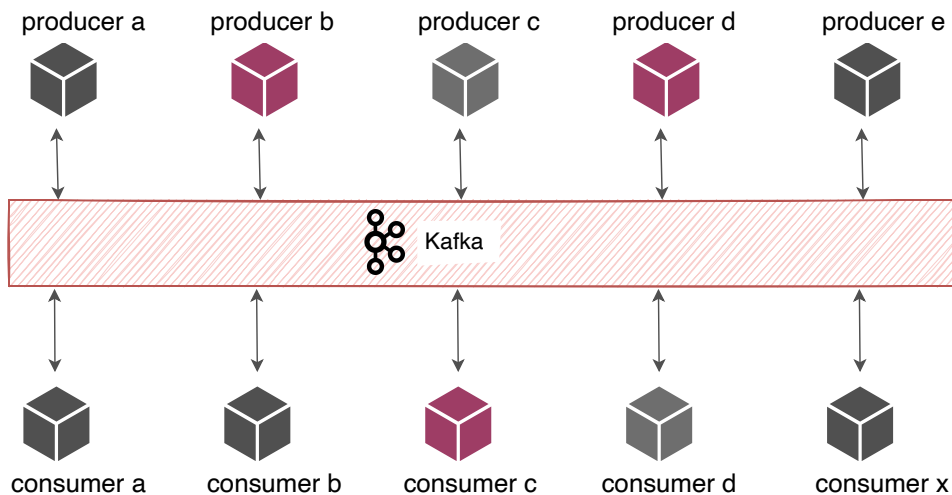 producer a
producer b
producer c
producer d
producer e
Kafka
consumer a
consumer b
consumer c
consumer d
consumer x